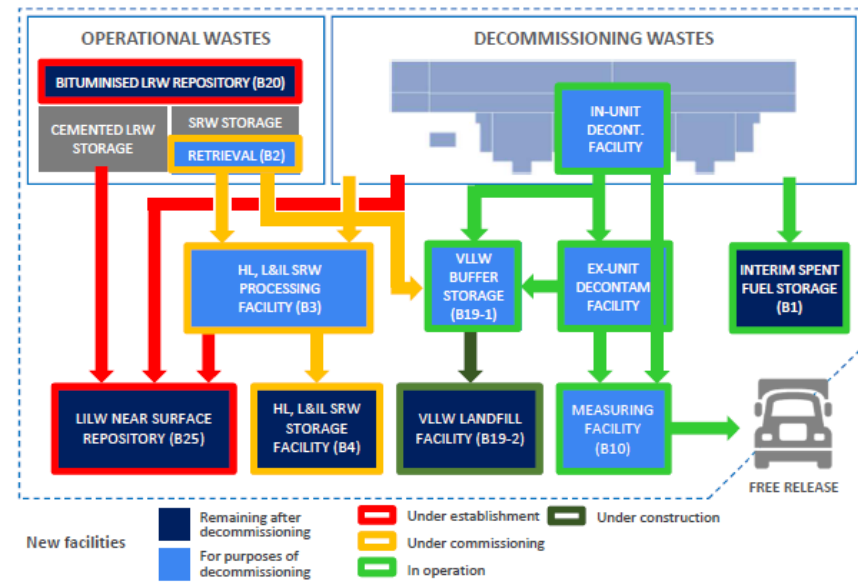 OPERATIONAL WASTES
DECOMMISSIONING WASTES
BITUMINISED LRW REPOSITORY (B20)
CEMENTED LRW
STORAGE
SRW STORAGE
RETRIEVAL (B2)
IN-UNIT
DECONT.
FACILITY
HL, L&IL SRW
PROCESSING
FACILITY (B3)
VLLW
BUFFER
STORAGE
(B19-1)
EX-UNIT
DECONTAM
FACILITY
INTERIM SPENT
FUEL STORAGE
(B1)
LILW NEAR SURFACE
REPOSITORY (B25)
HL, L&IL SRW
STORAGE
FACILITY (B4)
VLLW LANDFILL
FACILITY (B19-2)
MEASURING
FACILITY
(B10)
FREE RELEASE
New facilities
Remaining after
decommissioning
For purposes of
decommissioning
Under establishment
Under commissioning
In operation
Under construction